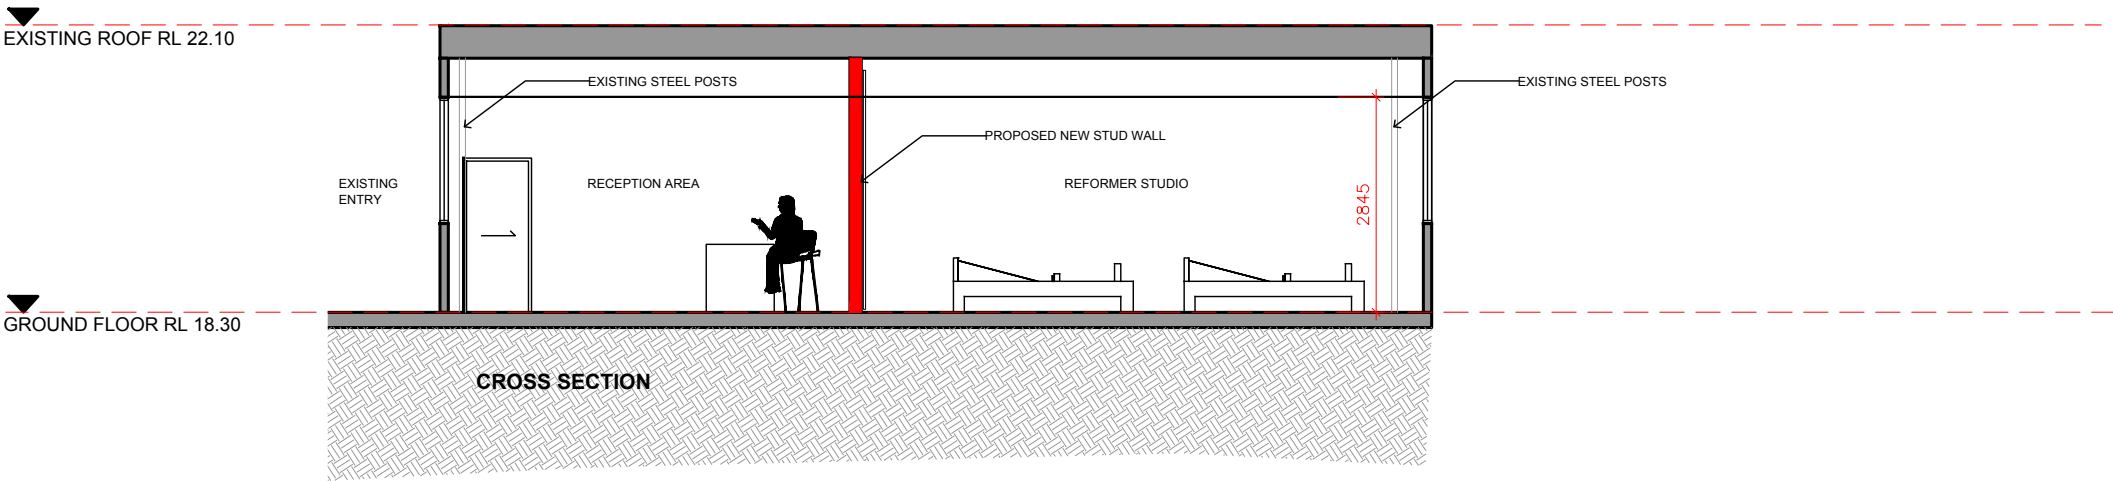 EXISTING ROOF RL 22.10
EXISTING STEEL POSTS
EXISTING STEEL POSTS
PROPOSED NEW STUD WALL
EXISTING
ENTRY
RECEPTION AREA
REFORMER STUDIO
2845
GROUND FLOOR RL 18.30
CROSS SECTION